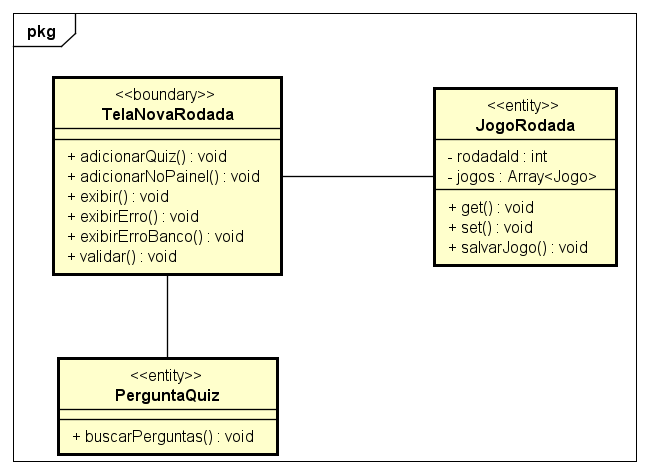 pkg
<<boundary>>
TelaNovaRodada
+ adicionarQuiz() : void
+ adicionarNoPainel() : void
+ exibir() : void
+ exibirErro() : void
+ exibirErroBanco() : void
+ validar() : void
<<entity>>
JogoRodada
- rodadaId : int
- jogos : Array<Jogo>
+ get() : void
+ set() : void
+ salvarJogo() : void
<<entity>>
PerguntaQuiz
+ buscarPerguntas() : void